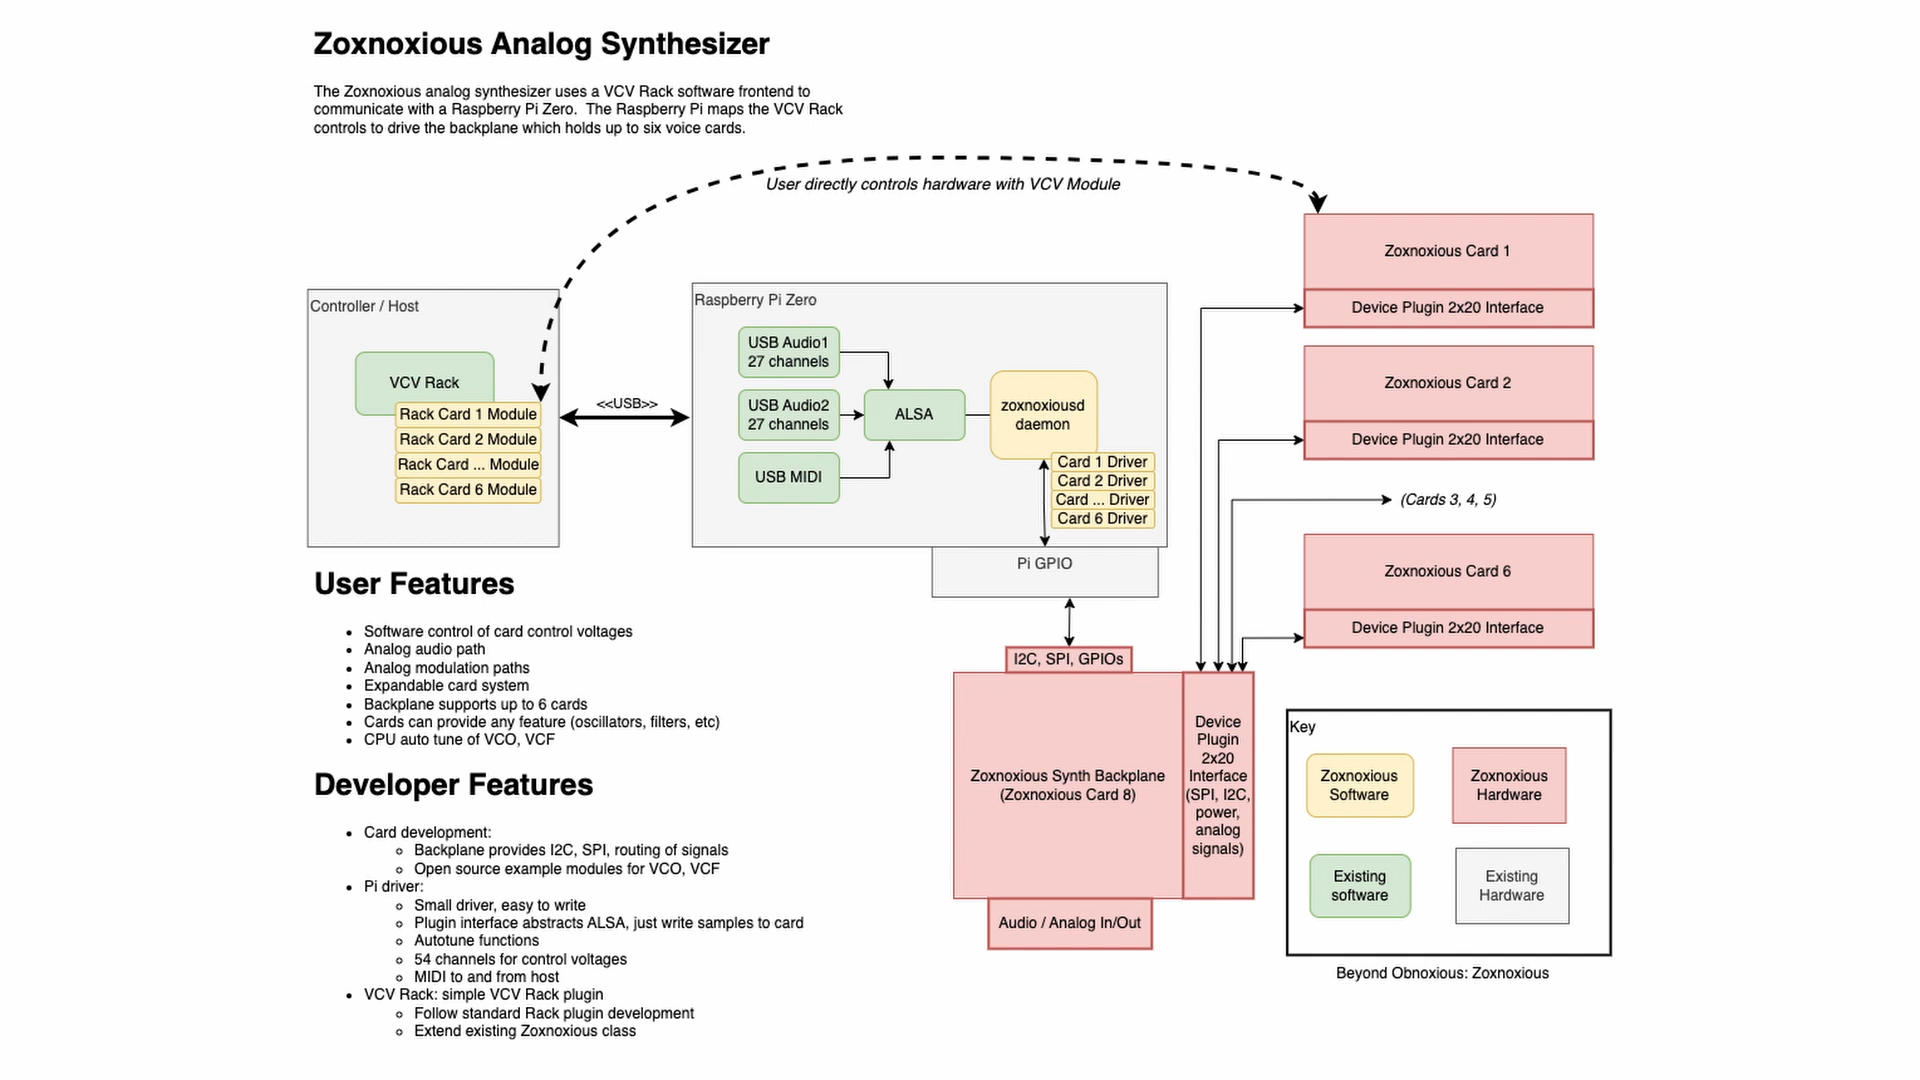 Zoxnoxious Analog Synthesizer
The Zoxnoxious analog synthesizer uses a VCV Rack software frontend to
communicate with a Raspberry Pi Zero. The Raspberry Pi maps the VCV Rack
controls to drive the backplane which holds up to six voice cards.
User directly controls hardware with VCV Module
Controller / Host
VCV Rack
Rack Card 1 Module
Rack Card 2 Module
Rack Card ... Module
Rack Card 6 Module
<<USB>>
Raspberry Pi Zero
USB Audio1
27 channels
USB Audio2
27 channels
USB MIDI
ALSA
zoxnoxiousd
daemon
Card 1 Driver
Card 2 Driver
Card ... Driver
Card 6 Driver
Pi GPIO
I2C, SPI, GPIOs
Zoxnoxious Synth Backplane
(Zoxnoxious Card 8)
Device
Plugin
2x20
Interface
(SPI, I2C,
power,
analog
signals)
Audio / Analog In/Out
Zoxnoxious Card 1
Device Plugin 2x20 Interface
Zoxnoxious Card 2
Device Plugin 2x20 Interface
(Cards 3, 4, 5)
Zoxnoxious Card 6
Device Plugin 2x20 Interface
User Features
• Software control of card control voltages
• Analog audio path
• Analog modulation paths
• Expandable card system
• Backplane supports up to 6 cards
• Cards can provide any feature (oscillators, filters, etc)
• CPU auto tune of VCO, VCF
Developer Features
• Card development:
○ Backplane provides I2C, SPI, routing of signals
○ Open source example modules for VCO, VCF
• Pi driver:
○ Small driver, easy to write
○ Plugin interface abstracts ALSA, just write samples to card
○ Autotune functions
○ 54 channels for control voltages
○ MIDI to and from host
• VCV Rack: simple VCV Rack plugin
○ Follow standard Rack plugin development
○ Extend existing Zoxnoxious class
Key
Zoxnoxious
Software
Zoxnoxious
Hardware
Existing
software
Existing
Hardware
Beyond Obnoxious: Zoxnoxious